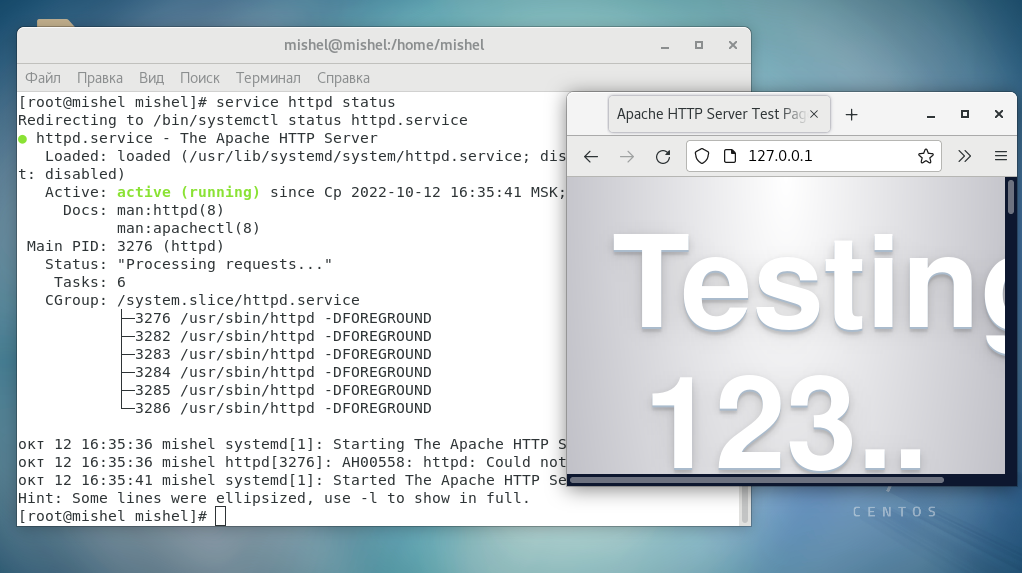 mishel@mishel:/home/mishel
Файл Правка Вид Поиск Терминал Справка
[root@mishel mishel]# service httpd status
Redirecting to /bin/systemctl status httpd.service
● httpd.service - The Apache HTTP Server
Loaded: loaded (/usr/lib/systemd/system/httpd.service; dis
t: disabled)
Active: active (running) since Ср 2022-10-12 16:35:41 MSK;
Docs: man:httpd(8)
man:apachectl(8)
Main PID: 3276 (httpd)
Status: "Processing requests..."
Tasks: 6
CGroup: /system.slice/httpd.service
├─3276 /usr/sbin/httpd -DFOREGROUND
├─3282 /usr/sbin/httpd -DFOREGROUND
├─3283 /usr/sbin/httpd -DFOREGROUND
├─3284 /usr/sbin/httpd -DFOREGROUND
├─3285 /usr/sbin/httpd -DFOREGROUND
└─3286 /usr/sbin/httpd -DFOREGROUND
окт 12 16:35:36 mishel systemd[1]: Starting The Apache HTTP S
окт 12 16:35:36 mishel httpd[3276]: AH00558: httpd: Could not
окт 12 16:35:41 mishel systemd[1]: Started The Apache HTTP Se
Hint: Some lines were ellipsized, use -l to show in full.
[root@mishel mishel]#
Apache HTTP Server Test Pag
127.0.0.1
Testing
123..
CENTOS